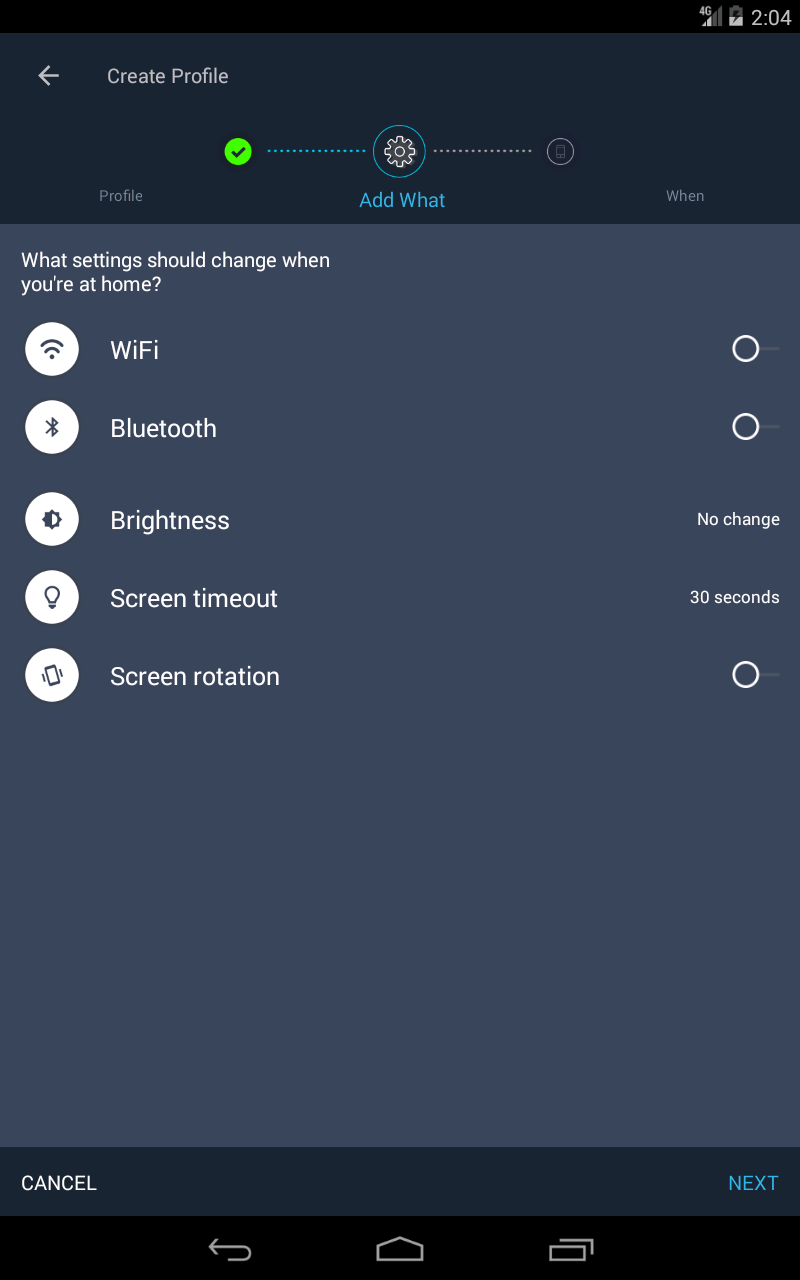 4G 2:04
Create Profile
Profile
Add What
When
What settings should change when
you're at home?
WiFi
Bluetooth
Brightness
No change
Screen timeout
30 seconds
Screen rotation
CANCEL
NEXT